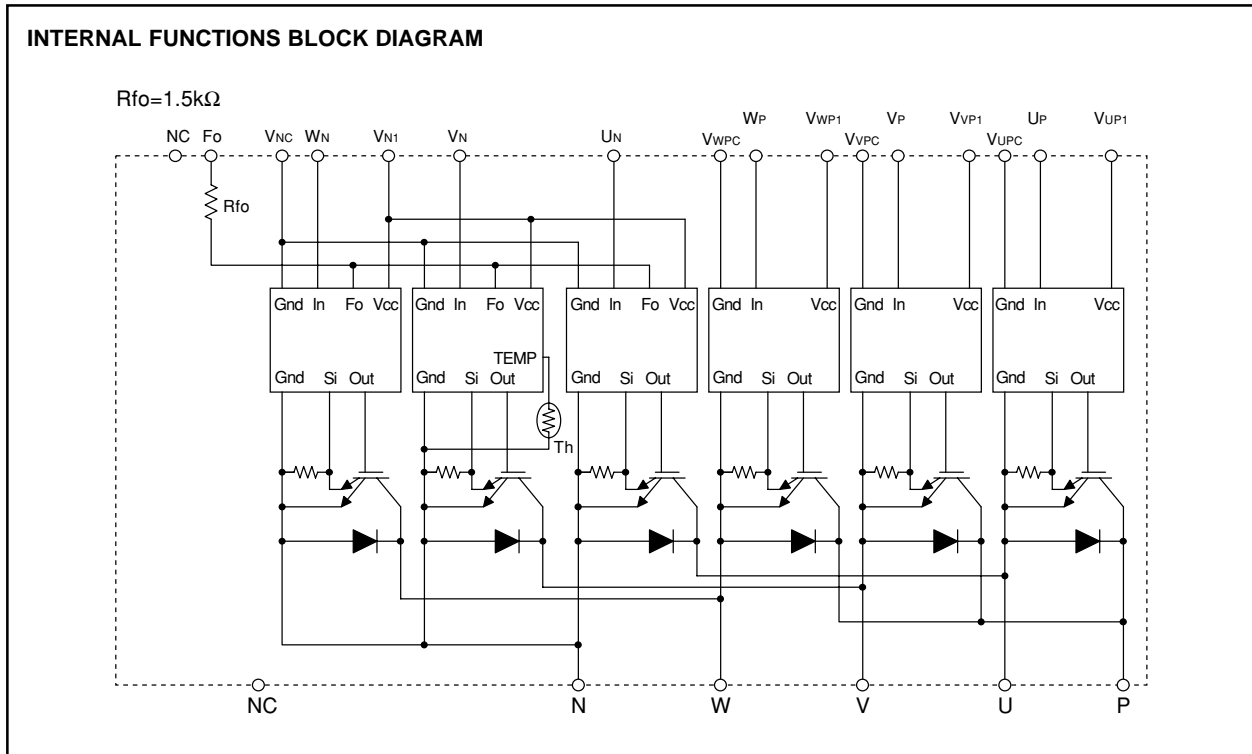 INTERNAL FUNCTIONS BLOCK DIAGRAM
Rfo=1.5kΩ
NC Fo VNC WN VN1 VN UN VWPC WP VWP1 VVPC VP VVP1 VUPC UP VUP1
Rfo
Gnd In Fo Vcc Gnd In Fo Vcc Gnd In Fo Vcc Gnd In Vcc Gnd In Vcc Gnd In Vcc
TEMP
Gnd Si Out Gnd Si Out Gnd Si Out Gnd Si Out Gnd Si Out Gnd Si Out
Th
NC N W V U P